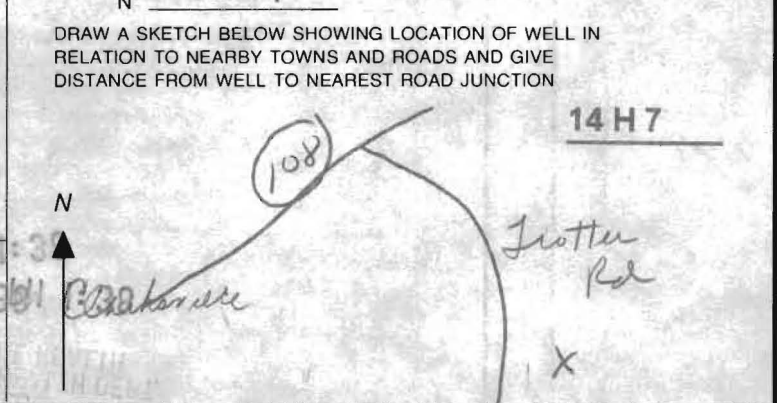 N
DRAW A SKETCH BELOW SHOWING LOCATION OF WELL IN
RELATION TO NEARBY TOWNS AND ROADS AND GIVE
DISTANCE FROM WELL TO NEAREST ROAD JUNCTION
14 H 7
108
N
Trotter
Rd
Clarksville
X